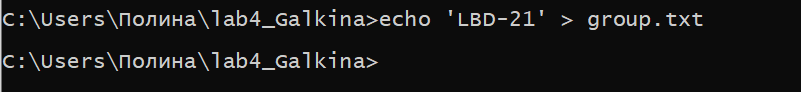 C:\Users\Полина\lab4_Galkina>echo 'LBD-21' > group.txt
C:\Users\Полина\lab4_Galkina>